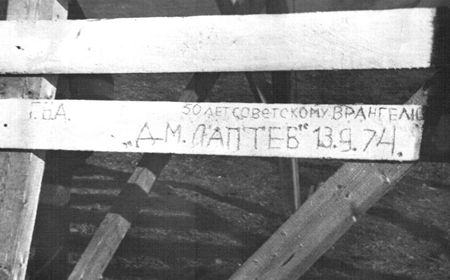 Г.Б.А. 50 ЛЕТ СОВЕТСКОМУ ВРАНГЕЛЮ
„Д.М. ЛАПТЕВ" 13.9.74.